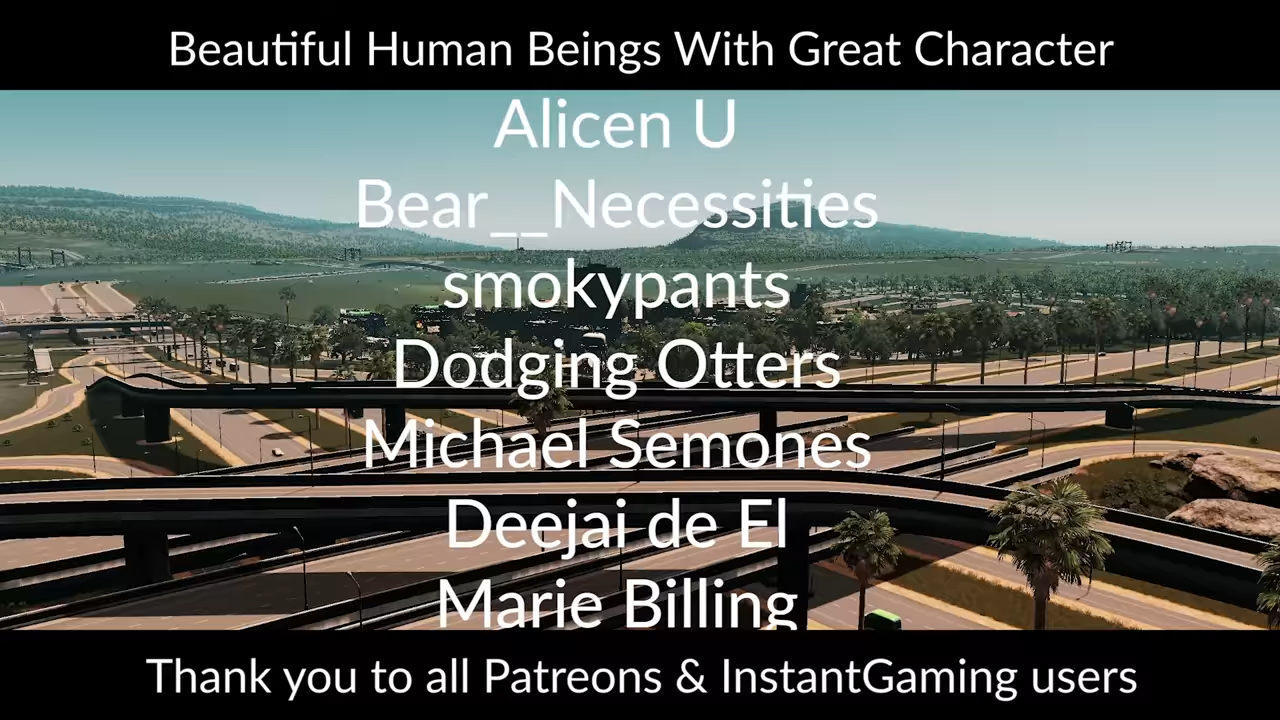 Beautiful Human Beings With Great Character
Alicen U
Bear__Necessities
smokypants
Dodging Otters
Michael Semones
Deejai de El
Marie Billing
Thank you to all Patreons & InstantGaming users